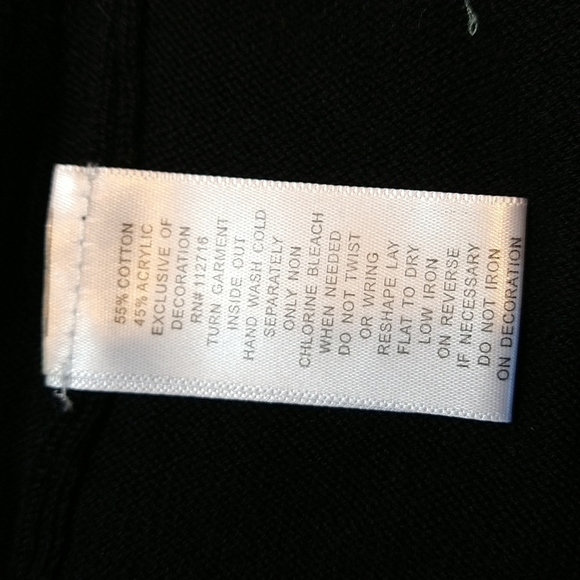 55% COTTON
45% ACRYLIC
EXCLUSIVE OF
DECORATION
RN# 112716
TURN GARMENT
INSIDE OUT
HAND WASH COLD
SEPARATELY
ONLY NON
CHLORINE BLEACH
WHEN NEEDED
DO NOT TWIST
OR WRING
RESHAPE LAY
FLAT TO DRY
LOW IRON
ON REVERSE
IF NECESSARY
DO NOT IRON
ON DECORATION